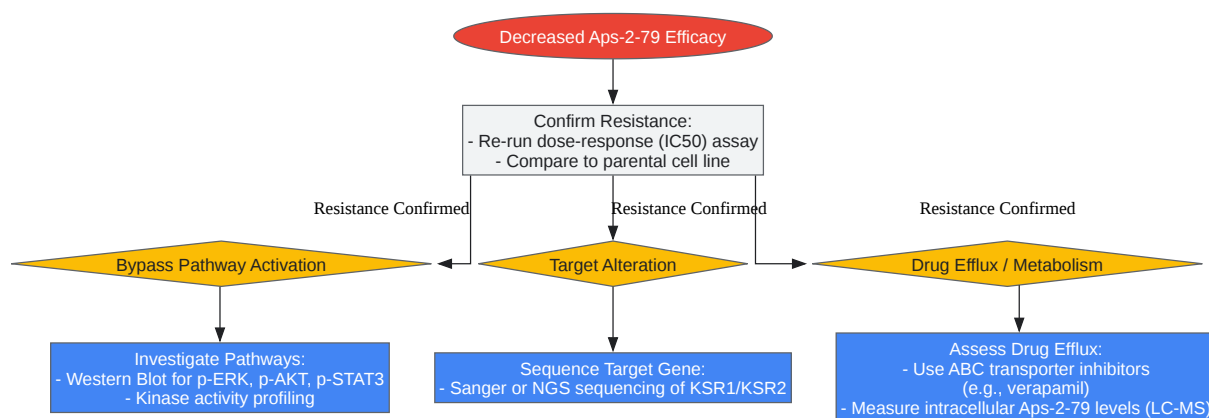 Decreased Aps-2-79 Efficacy
Confirm Resistance:
- Re-run dose-response (IC50) assay
- Compare to parental cell line
Resistance Confirmed
Resistance Confirmed
Resistance Confirmed
Bypass Pathway Activation
Target Alteration
Drug Efflux / Metabolism
Investigate Pathways:
- Western Blot for p-ERK, p-AKT, p-STAT3
- Kinase activity profiling
Sequence Target Gene:
- Sanger or NGS sequencing of KSR1/KSR2
Assess Drug Efflux:
- Use ABC transporter inhibitors
(e.g., verapamil)
- Measure intracellular Aps-2-79 levels (LC-MS)